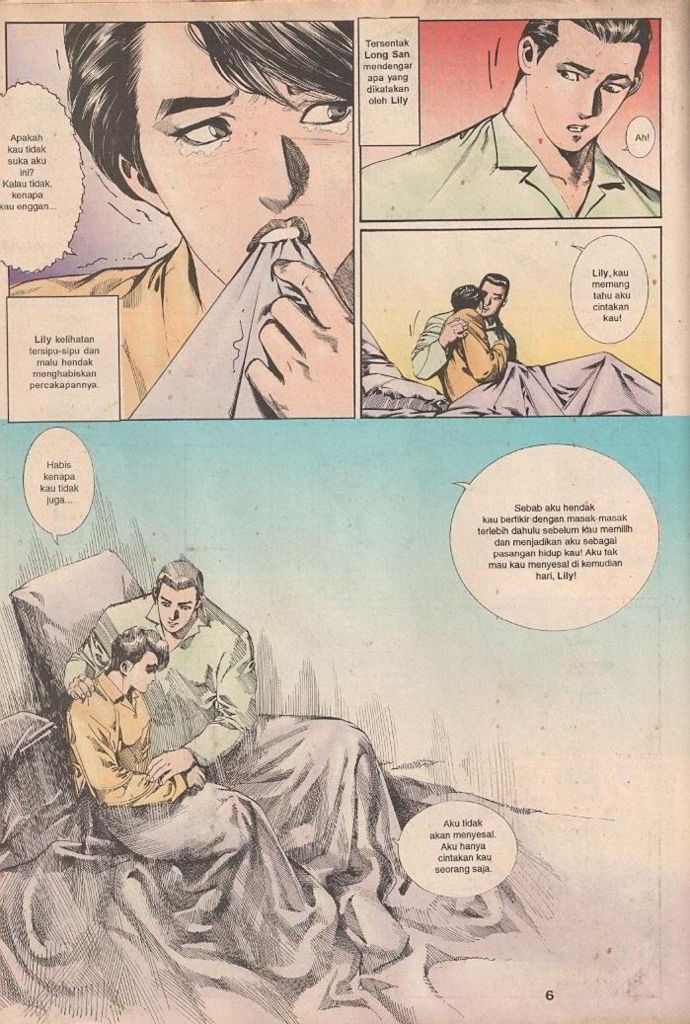 Apakah
kau tidak
suka aku
ini?
Kalau tidak,
kenapa
kau enggan...
Lily kelihatan
tersipu-sipu dan
malu hendak
menghabiskan
percakapannya.
Tersentak
Long San
mendengar
apa yang
dikatakan
oleh Lily
Ah!
Lily, kau
memang
tahu aku
cintakan
kau!
Habis
kenapa
kau tidak
juga...
Sebab aku hendak
kau berfikir dengan masak-masak
terlebih dahulu sebelum kau memilih
dan menjadikan aku sebagai
pasangan hidup kau! Aku tak
mau kau menyesal di kemudian
hari, Lily!
Aku tidak
akan menyesal.
Aku hanya
cintakan kau
seorang saja.
6